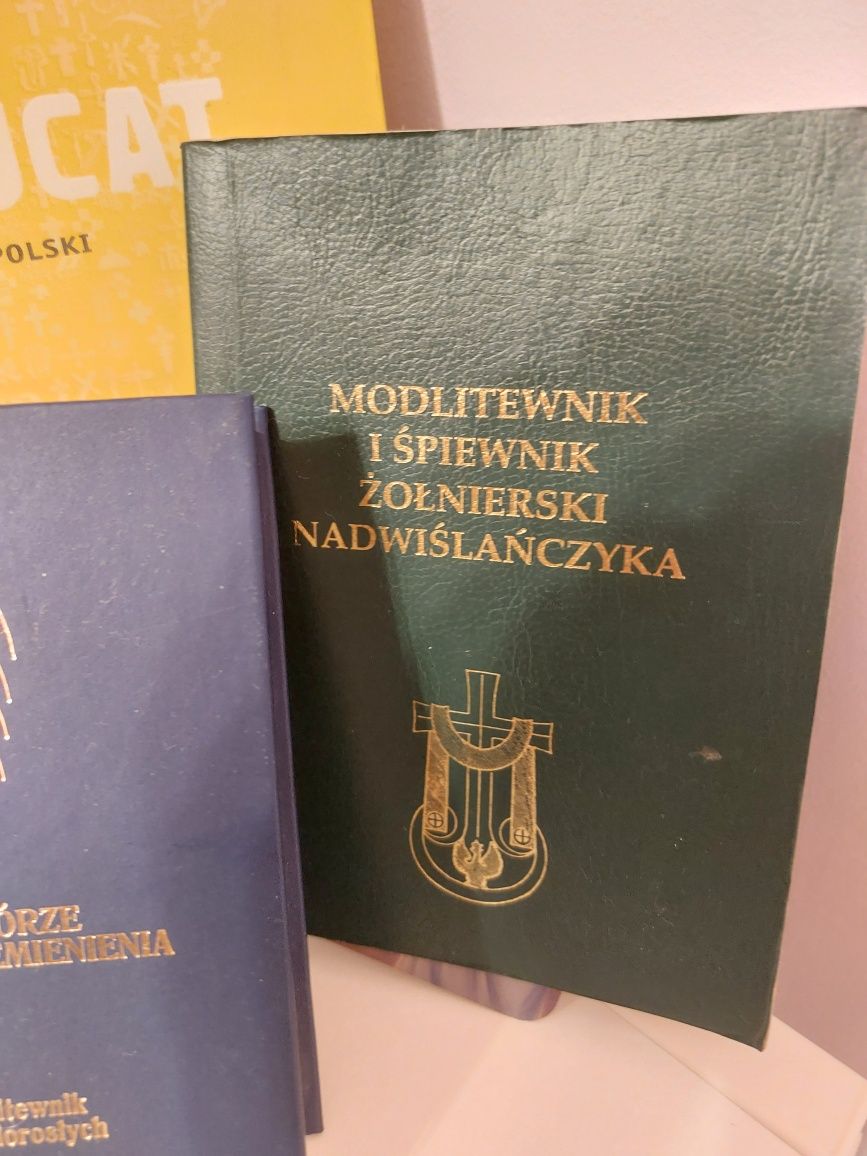 UCAT
POLSKI
MODLITEWNIK
I ŚPIEWNIK
ŻOŁNIERSKI
NADWIŚLAŃCZYKA
ÓRZE
EMIENIENIA
litewnik
dorosłych